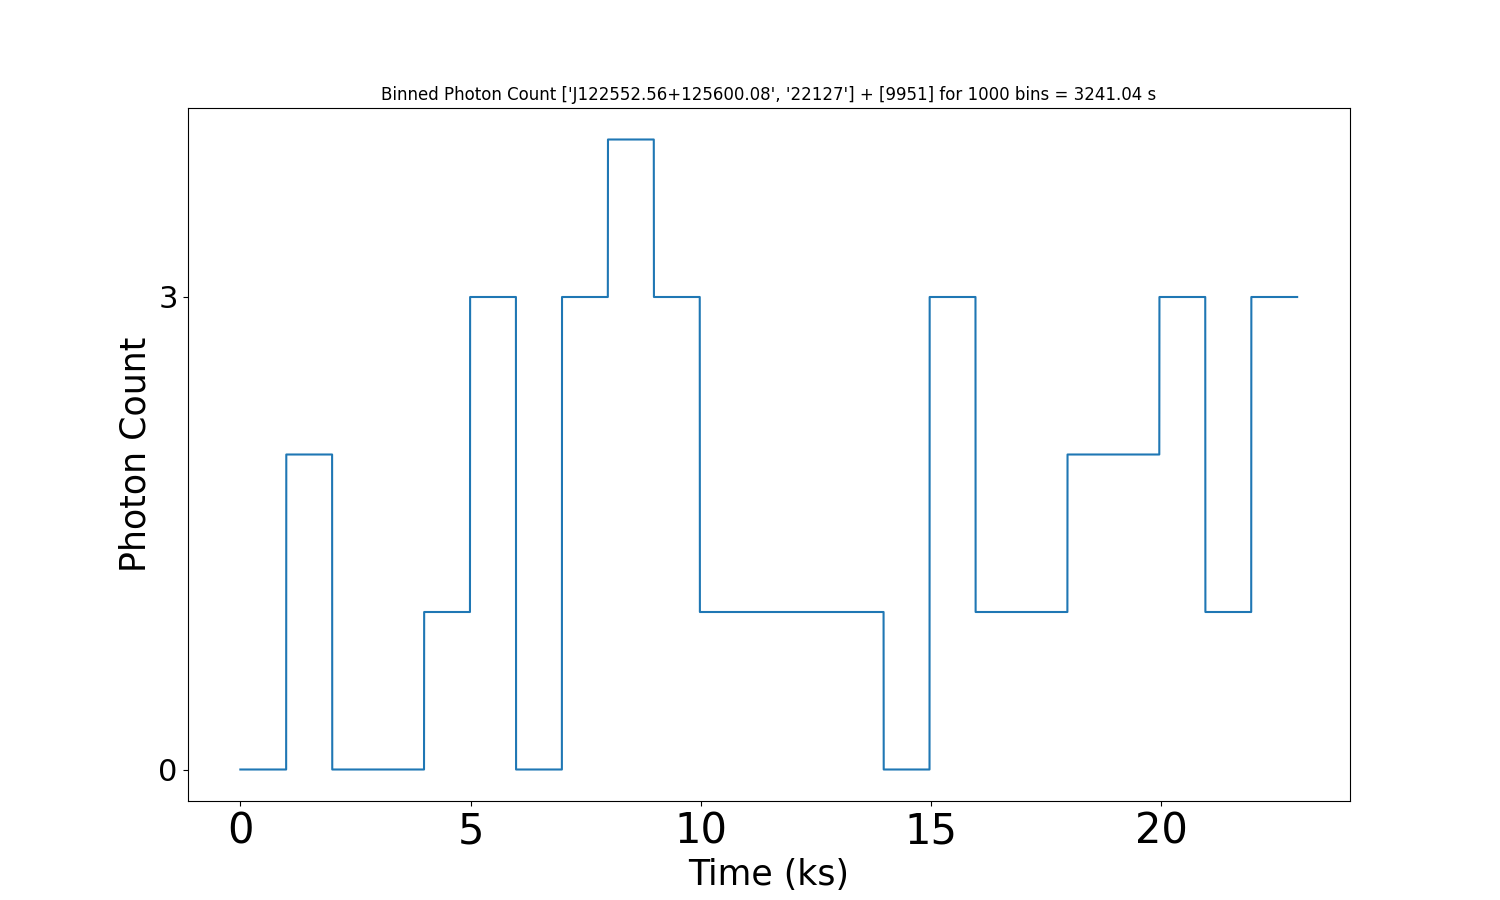 Binned Photon Count ['J122552.56+125600.08', '22127'] + [9951] for 1000 bins = 3241.04 s
3
Photon Count
0
0 5 10 15 20
Time (ks)